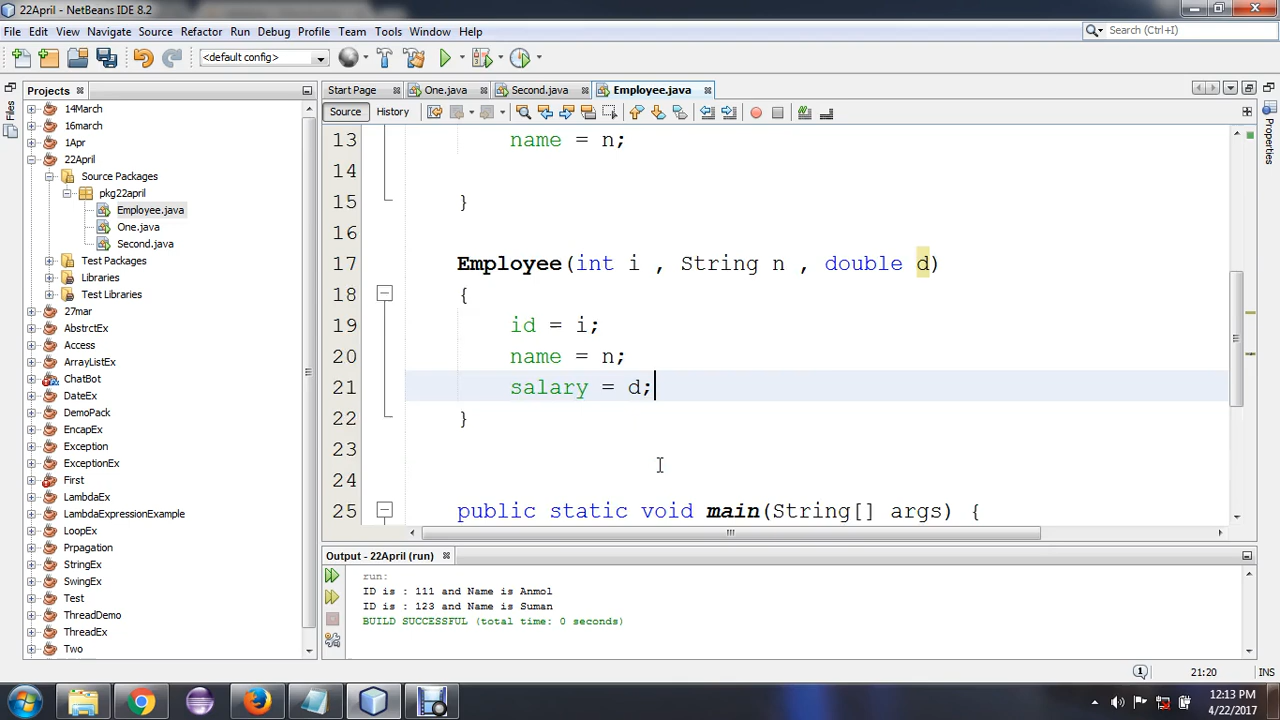 22April - NetBeans IDE 8.2
File Edit View Navigate Source Refactor Run Debug Profile Team Tools Window Help
Search (Ctrl+I)
<default config>
Files
Projects
Start Page One.java Second.java Employee.java
Source History
Properties
14March
16march
1Apr
22April
Source Packages
pkg22april
Employee.java
One.java
Second.java
Test Packages
Libraries
Test Libraries
27mar
AbstrctEx
Access
ArrayListEx
ChatBot
DateEx
DemoPack
EncapEx
Exception
ExceptionEx
First
LambdaEx
LambdaExpressionExample
LoopEx
Prpagation
StringEx
SwingEx
Test
ThreadDemo
ThreadEx
Two
13 name = n;
14
15 }
16
17 Employee(int i , String n , double d)
18 {
19 id = i;
20 name = n;
21 salary = d;
22 }
23
24
25 public static void main(String[] args) {
Output - 22April (run)
run:
ID is : 111 and Name is Anmol
ID is : 123 and Name is Suman
BUILD SUCCESSFUL (total time: 0 seconds)
1 21:20 INS
12:13 PM
4/22/2017